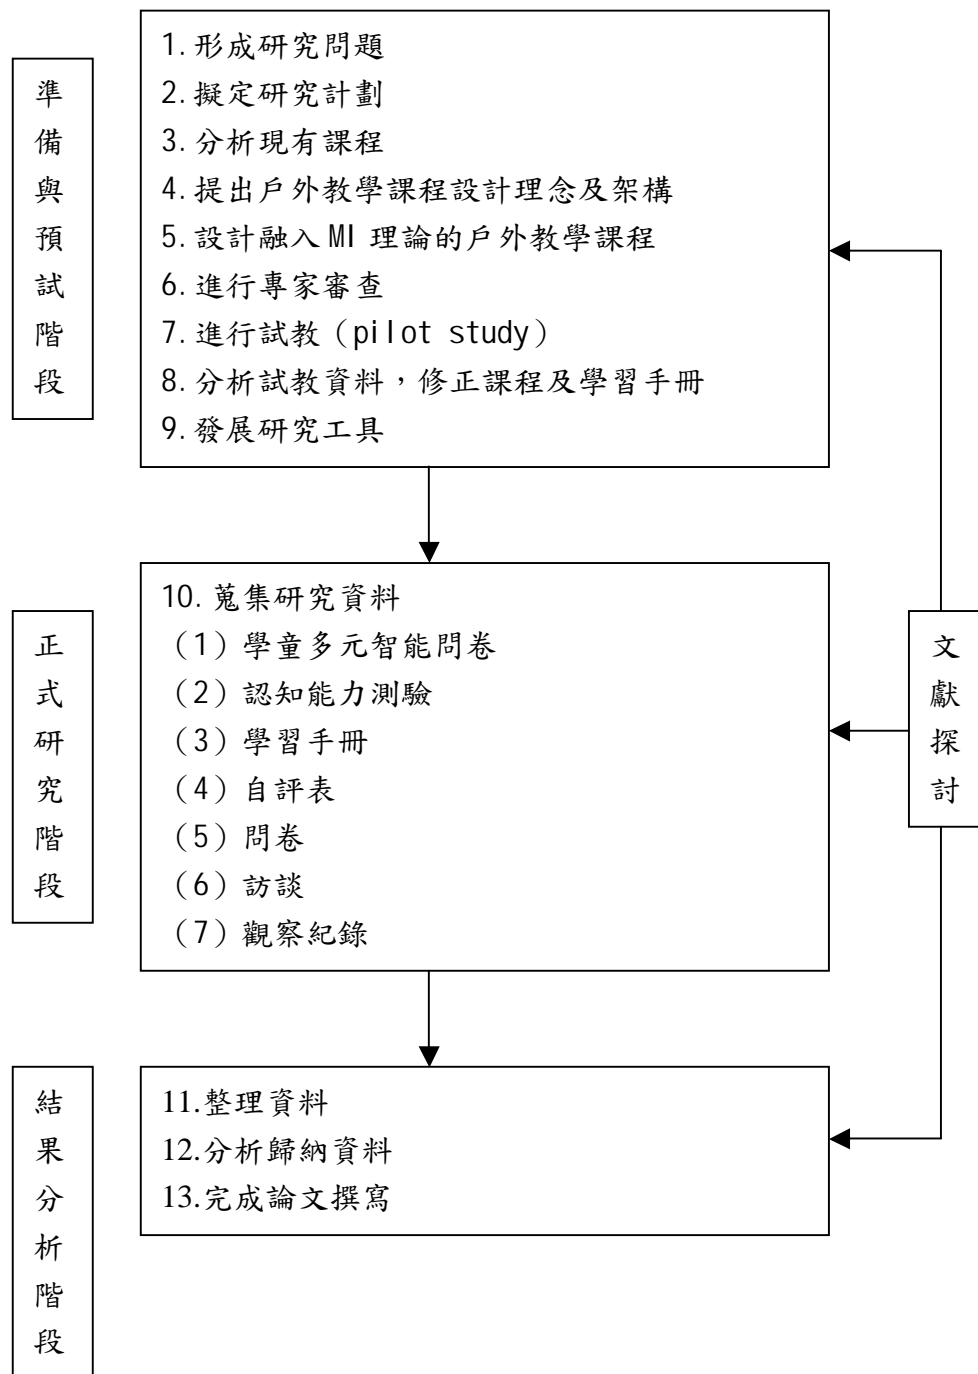 準備與預試階段
1.形成研究問題
2.擬定研究計劃
3.分析現有課程
4.提出戶外教學課程設計理念及架構
5.設計融入 MI 理論的戶外教學課程
6.進行專家審查
7.進行試教（pilot study）
8.分析試教資料，修正課程及學習手冊
9.發展研究工具
正式研究階段
10.蒐集研究資料
（1）學童多元智能問卷
（2）認知能力測驗
（3）學習手冊
（4）自評表
（5）問卷
（6）訪談
（7）觀察紀錄
文獻探討
結果分析階段
11.整理資料
12.分析歸納資料
13.完成論文撰寫